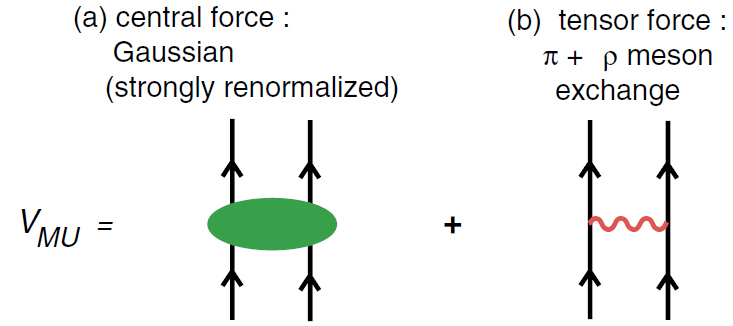 (a) central force :
Gaussian
(strongly renormalized)
(b) tensor force :
π + ρ meson
exchange
V_MU = +